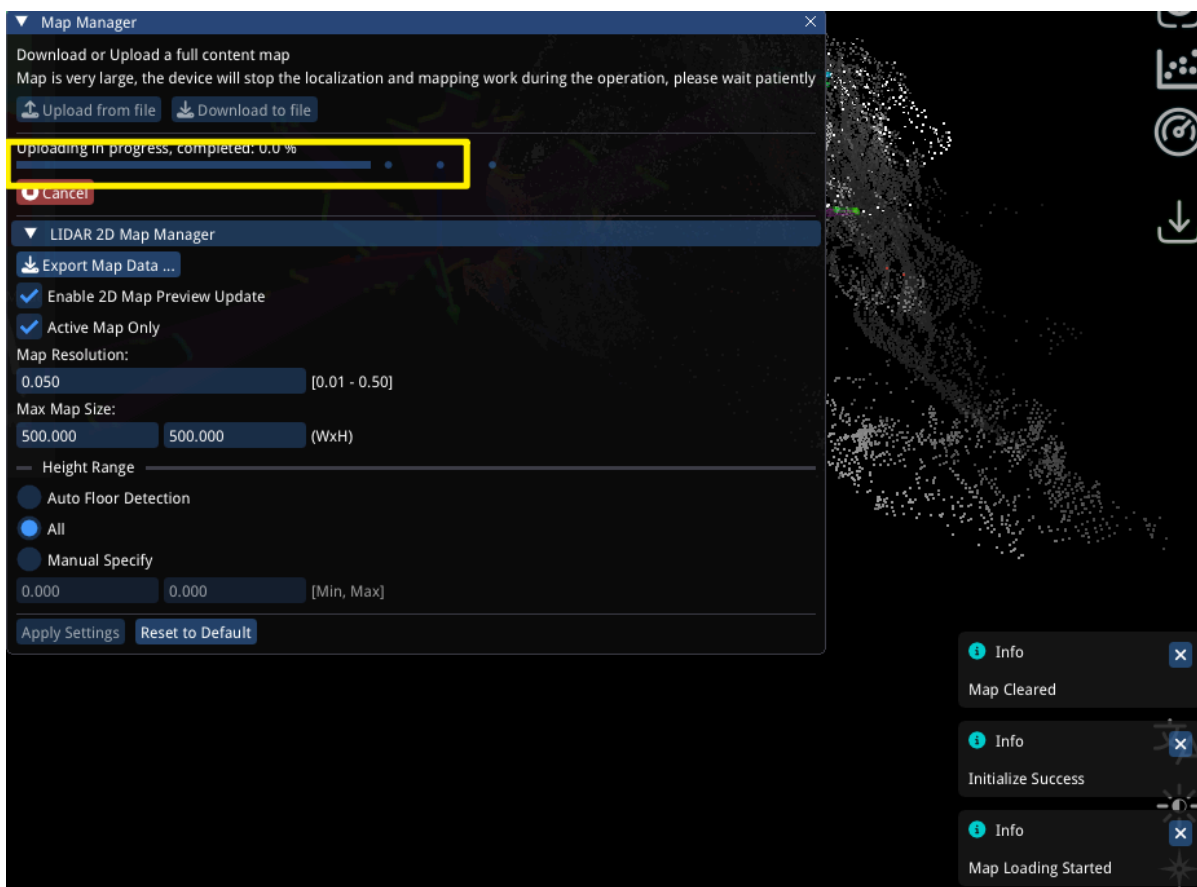 Map Manager
Download or Upload a full content map
Map is very large, the device will stop the localization and mapping work during the operation, please wait patiently
Upload from file Download to file
Uploading in progress, completed: 0.0 %
Cancel
LIDAR 2D Map Manager
Export Map Data ...
Enable 2D Map Preview Update
Active Map Only
Map Resolution:
0.050 [0.01 - 0.50]
Max Map Size:
500.000 500.000 (WxH)
Height Range
Auto Floor Detection
All
Manual Specify
0.000 0.000 [Min, Max]
Apply Settings Reset to Default
Info
Map Cleared
Info
Initialize Success
Info
Map Loading Started